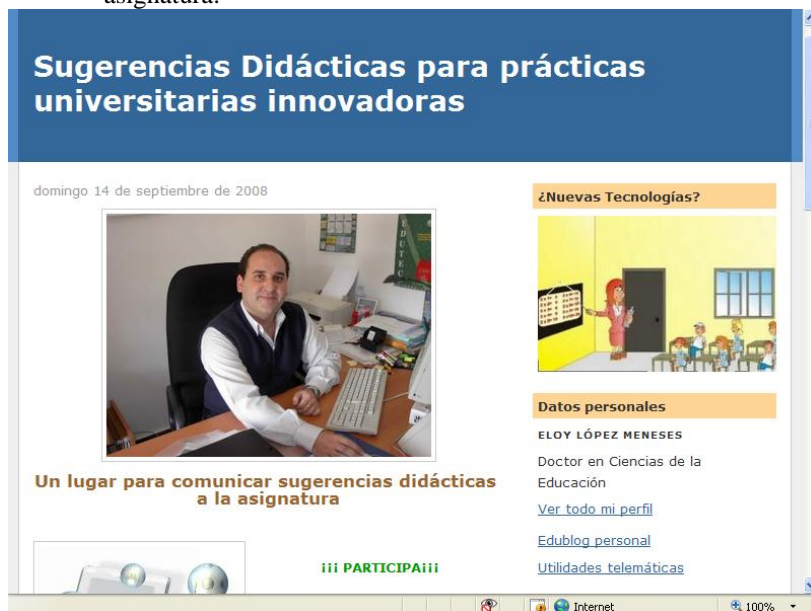 asignatura.
Sugerencias Didácticas para prácticas
universitarias innovadoras
domingo 14 de septiembre de 2008
EDUTEC
Un lugar para comunicar sugerencias didácticas
a la asignatura
¡¡¡ PARTICIPA¡¡¡
¿Nuevas Tecnologías?
Datos personales
ELOY LÓPEZ MENESES
Doctor en Ciencias de la
Educación
Ver todo mi perfil
Edublog personal
Utilidades telemáticas
Internet
100%